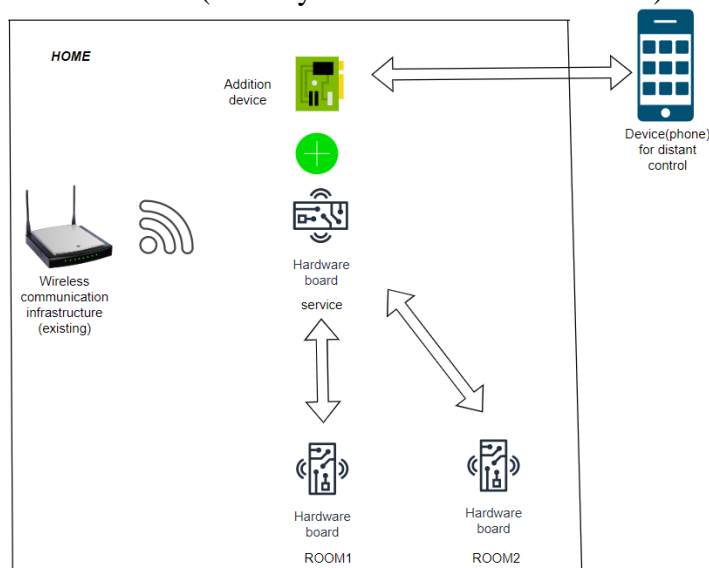 HOME
Addition
device
Device(phone)
for distant
control
Wireless
communication
infrastructure
(existing)
Hardware
board
service
Hardware
board
ROOM1
Hardware
board
ROOM2